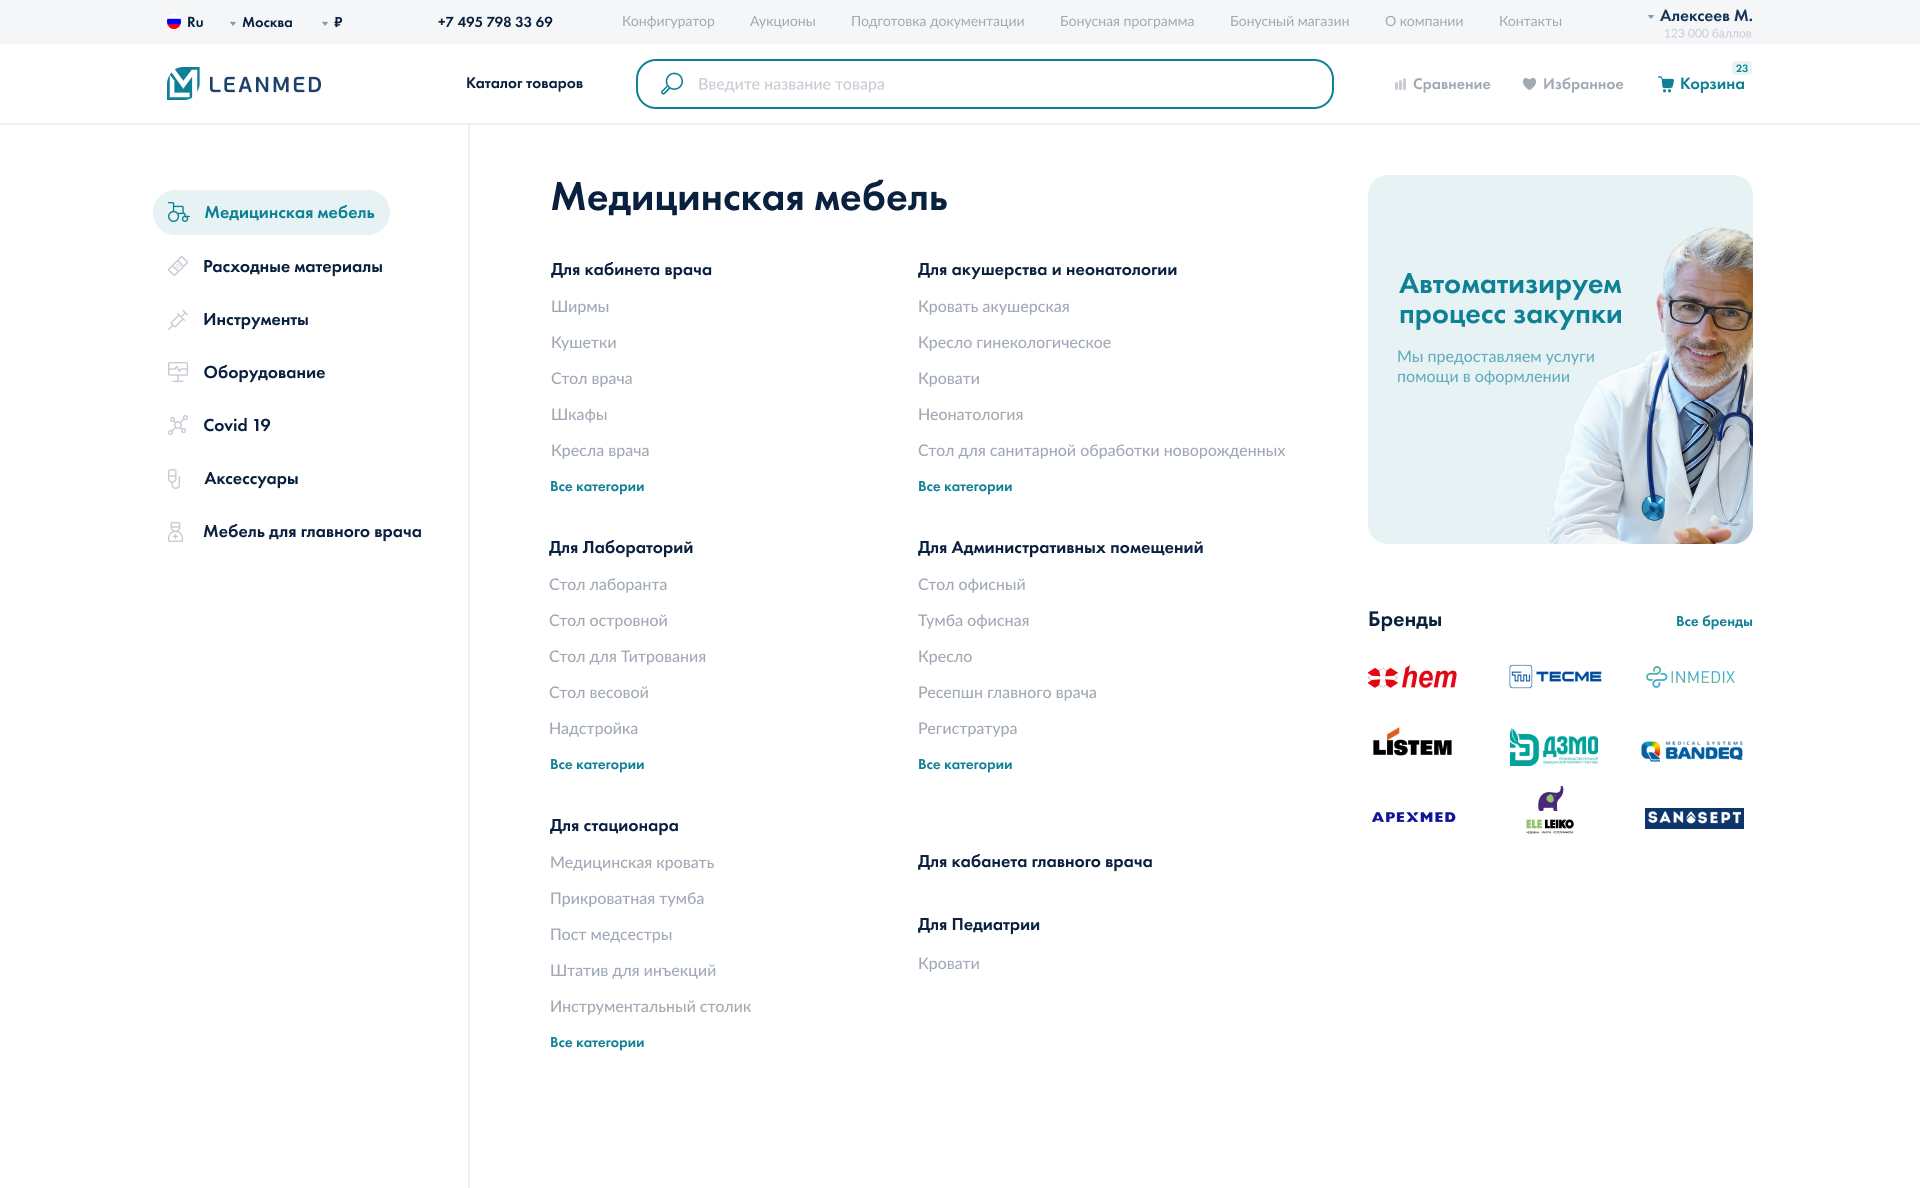 Ru
Москва
₽
+7 495 798 33 69
Конфигуратор
Аукционы
Подготовка документации
Бонусная программа
Бонусный магазин
О компании
Контакты
Алексеев М.
123 000 баллов
LEANMED
Каталог товаров
Введите название товара
Сравнение
Избранное
Корзина
23
Медицинская мебель
Расходные материалы
Инструменты
Оборудование
Covid 19
Аксессуары
Мебель для главного врача
Медицинская мебель
Для кабинета врача
Ширмы
Кушетки
Стол врача
Шкафы
Кресла врача
Все категории
Для акушерства и неонатологии
Кровать акушерская
Кресло гинекологическое
Кровати
Неонатология
Стол для санитарной обработки новорожденных
Все категории
Для Лабораторий
Стол лаборанта
Стол островной
Стол для Титрования
Стол весовой
Надстройка
Все категории
Для Административных помещений
Стол офисный
Тумба офисная
Кресло
Ресепшн главного врача
Регистратура
Все категории
Для стационара
Медицинская кровать
Прикроватная тумба
Пост медсестры
Штатив для инъекций
Инструментальный столик
Все категории
Для кабанета главного врача
Для Педиатрии
Кровати
Автоматизируем
процесс закупки
Мы предоставляем услуги
помощи в оформлении
Бренды
Все бренды
hem
TECME
INMEDIX
LISTEM
ДЗМО
MEDICAL SYSTEMS
BANDEQ
APEXMED
ELE LEIKO
SANASEPT